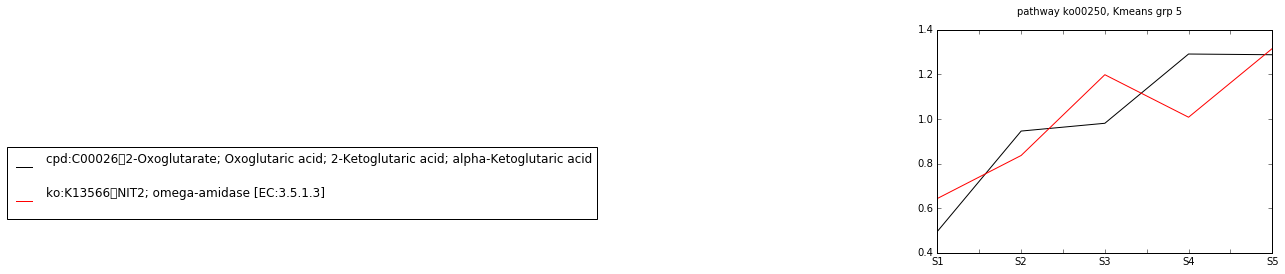 pathway ko00250, Kmeans grp 5
cpd:C00026▯2-Oxoglutarate; Oxoglutaric acid; 2-Ketoglutaric acid; alpha-Ketoglutaric acid
ko:K13566▯NIT2; omega-amidase [EC:3.5.1.3]
1.4
1.2
1.0
0.8
0.6
0.4
S1 S2 S3 S4 S5